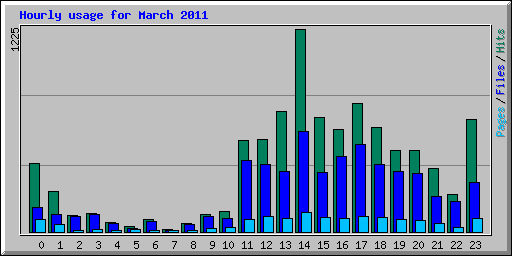 Hourly usage for March 2011
1225
Pages / Files / Hits
0 1 2 3 4 5 6 7 8 9 10 11 12 13 14 15 16 17 18 19 20 21 22 23